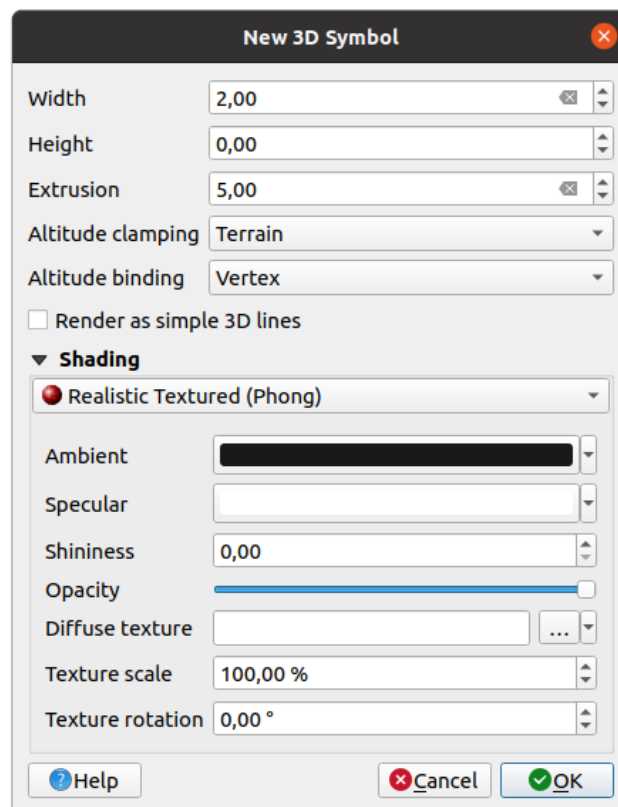 New 3D Symbol
Width 2,00
Height 0,00
Extrusion 5,00
Altitude clamping Terrain
Altitude binding Vertex
Render as simple 3D lines
Shading
Realistic Textured (Phong)
Ambient
Specular
Shininess 0,00
Opacity
Diffuse texture ...
Texture scale 100,00 %
Texture rotation 0,00 °
Help Cancel OK